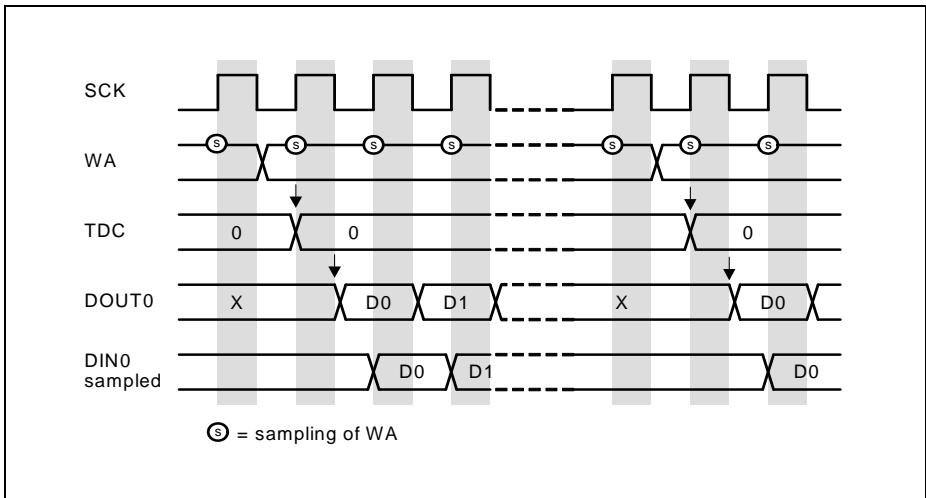 SCK
S S S S S S S
WA
TDC 0 0 0
DOUT0 X D0 D1 X D0
DIN0
sampled D0 D1 D0
S = sampling of WA